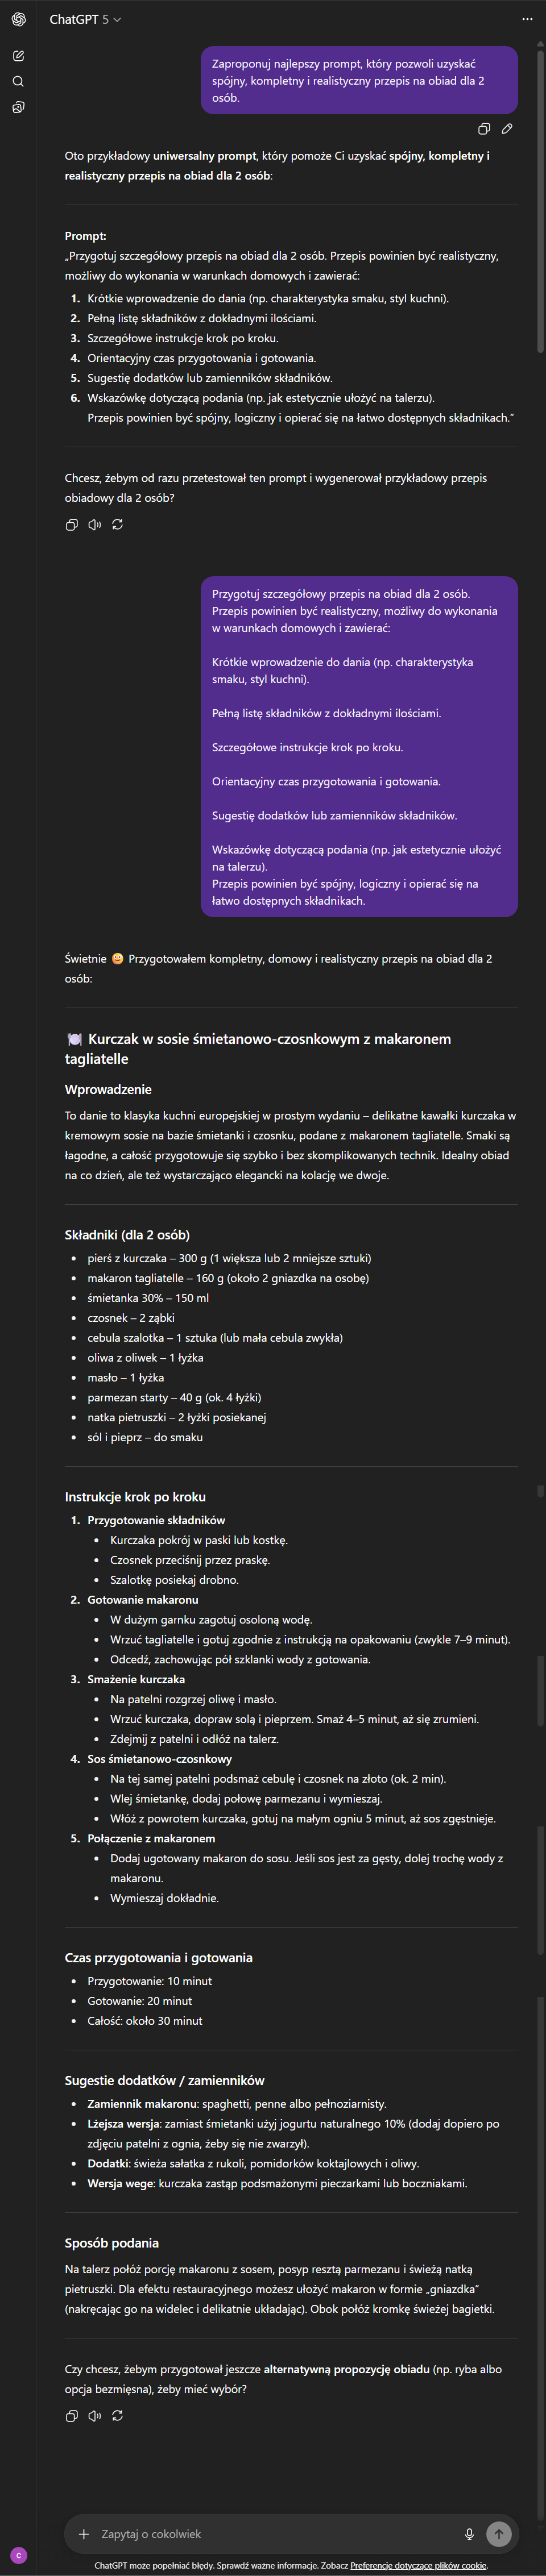 ChatGPT 5
Zaproponuj najlepszy prompt, który pozwoli uzyskać
spójny, kompletny i realistyczny przepis na obiad dla 2
osób.
Oto przykładowy uniwersalny prompt, który pomoże Ci uzyskać spójny, kompletny i
realistyczny przepis na obiad dla 2 osób:
Prompt:
„Przygotuj szczegółowy przepis na obiad dla 2 osób. Przepis powinien być realistyczny,
możliwy do wykonania w warunkach domowych i zawierać:
1. Krótkie wprowadzenie do dania (np. charakterystyka smaku, styl kuchni).
2. Pełną listę składników z dokładnymi ilościami.
3. Szczegółowe instrukcje krok po kroku.
4. Orientacyjny czas przygotowania i gotowania.
5. Sugestię dodatków lub zamienników składników.
6. Wskazówkę dotyczącą podania (np. jak estetycznie ułożyć na talerzu).
Przepis powinien być spójny, logiczny i opierać się na łatwo dostępnych składnikach.”
Chcesz, żebym od razu przetestował ten prompt i wygenerował przykładowy przepis
obiadowy dla 2 osób?
Przygotuj szczegółowy przepis na obiad dla 2 osób.
Przepis powinien być realistyczny, możliwy do wykonania
w warunkach domowych i zawierać:
Krótkie wprowadzenie do dania (np. charakterystyka
smaku, styl kuchni).
Pełną listę składników z dokładnymi ilościami.
Szczegółowe instrukcje krok po kroku.
Orientacyjny czas przygotowania i gotowania.
Sugestię dodatków lub zamienników składników.
Wskazówkę dotyczącą podania (np. jak estetycznie ułożyć
na talerzu).
Przepis powinien być spójny, logiczny i opierać się na
łatwo dostępnych składnikach.
Świetnie 😀 Przygotowałem kompletny, domowy i realistyczny przepis na obiad dla 2
osób:
🍽️ Kurczak w sosie śmietanowo-czosnkowym z makaronem
tagliatelle
Wprowadzenie
To danie to klasyka kuchni europejskiej w prostym wydaniu – delikatne kawałki kurczaka w
kremowym sosie na bazie śmietanki i czosnku, podane z makaronem tagliatelle. Smaki są
łagodne, a całość przygotowuje się szybko i bez skomplikowanych technik. Idealny obiad
na co dzień, ale też wystarczająco elegancki na kolację we dwoje.
Składniki (dla 2 osób)
• pierś z kurczaka – 300 g (1 większa lub 2 mniejsze sztuki)
• makaron tagliatelle – 160 g (około 2 gniazdka na osobę)
• śmietanka 30% – 150 ml
• czosnek – 2 ząbki
• cebula szalotka – 1 sztuka (lub mała cebula zwykła)
• oliwa z oliwek – 1 łyżka
• masło – 1 łyżka
• parmezan starty – 40 g (ok. 4 łyżki)
• natka pietruszki – 2 łyżki posiekanej
• sól i pieprz – do smaku
Instrukcje krok po kroku
1. Przygotowanie składników
• Kurczaka pokrój w paski lub kostkę.
• Czosnek przeciśnij przez praskę.
• Szalotkę posiekaj drobno.
2. Gotowanie makaronu
• W dużym garnku zagotuj osoloną wodę.
• Wrzuć tagliatelle i gotuj zgodnie z instrukcją na opakowaniu (zwykle 7–9 minut).
• Odcedź, zachowując pół szklanki wody z gotowania.
3. Smażenie kurczaka
• Na patelni rozgrzej oliwę i masło.
• Wrzuć kurczaka, dopraw solą i pieprzem. Smaż 4–5 minut, aż się zrumieni.
• Zdejmij z patelni i odłóż na talerz.
4. Sos śmietanowo-czosnkowy
• Na tej samej patelni podsmaż cebulę i czosnek na złoto (ok. 2 min).
• Wlej śmietankę, dodaj połowę parmezanu i wymieszaj.
• Włóż z powrotem kurczaka, gotuj na małym ogniu 5 minut, aż sos zgęstnieje.
5. Połączenie z makaronem
• Dodaj ugotowany makaron do sosu. Jeśli sos jest za gęsty, dolej trochę wody z
makaronu.
• Wymieszaj dokładnie.
Czas przygotowania i gotowania
• Przygotowanie: 10 minut
• Gotowanie: 20 minut
• Całość: około 30 minut
Sugestie dodatków / zamienników
• Zamiennik makaronu: spaghetti, penne albo pełnoziarnisty.
• Lżejsza wersja: zamiast śmietanki użyj jogurtu naturalnego 10% (dodaj dopiero po
zdjęciu patelni z ognia, żeby się nie zwarzył).
• Dodatki: świeża sałatka z rukoli, pomidorków koktajlowych i oliwy.
• Wersja wege: kurczaka zastąp podsmażonymi pieczarkami lub boczniakami.
Sposób podania
Na talerz połóż porcję makaronu z sosem, posyp resztą parmezanu i świeżą natką
pietruszki. Dla efektu restauracyjnego możesz ułożyć makaron w formie „gniazdka”
(nakręcając go na widelec i delikatnie układając). Obok połóż kromkę świeżej bagietki.
Czy chcesz, żebym przygotował jeszcze alternatywną propozycję obiadu (np. ryba albo
opcja bezmięsna), żeby mieć wybór?
Zapytaj o cokolwiek
C
ChatGPT może popełniać błędy. Sprawdź ważne informacje. Zobacz Preferencje dotyczące plików cookie.